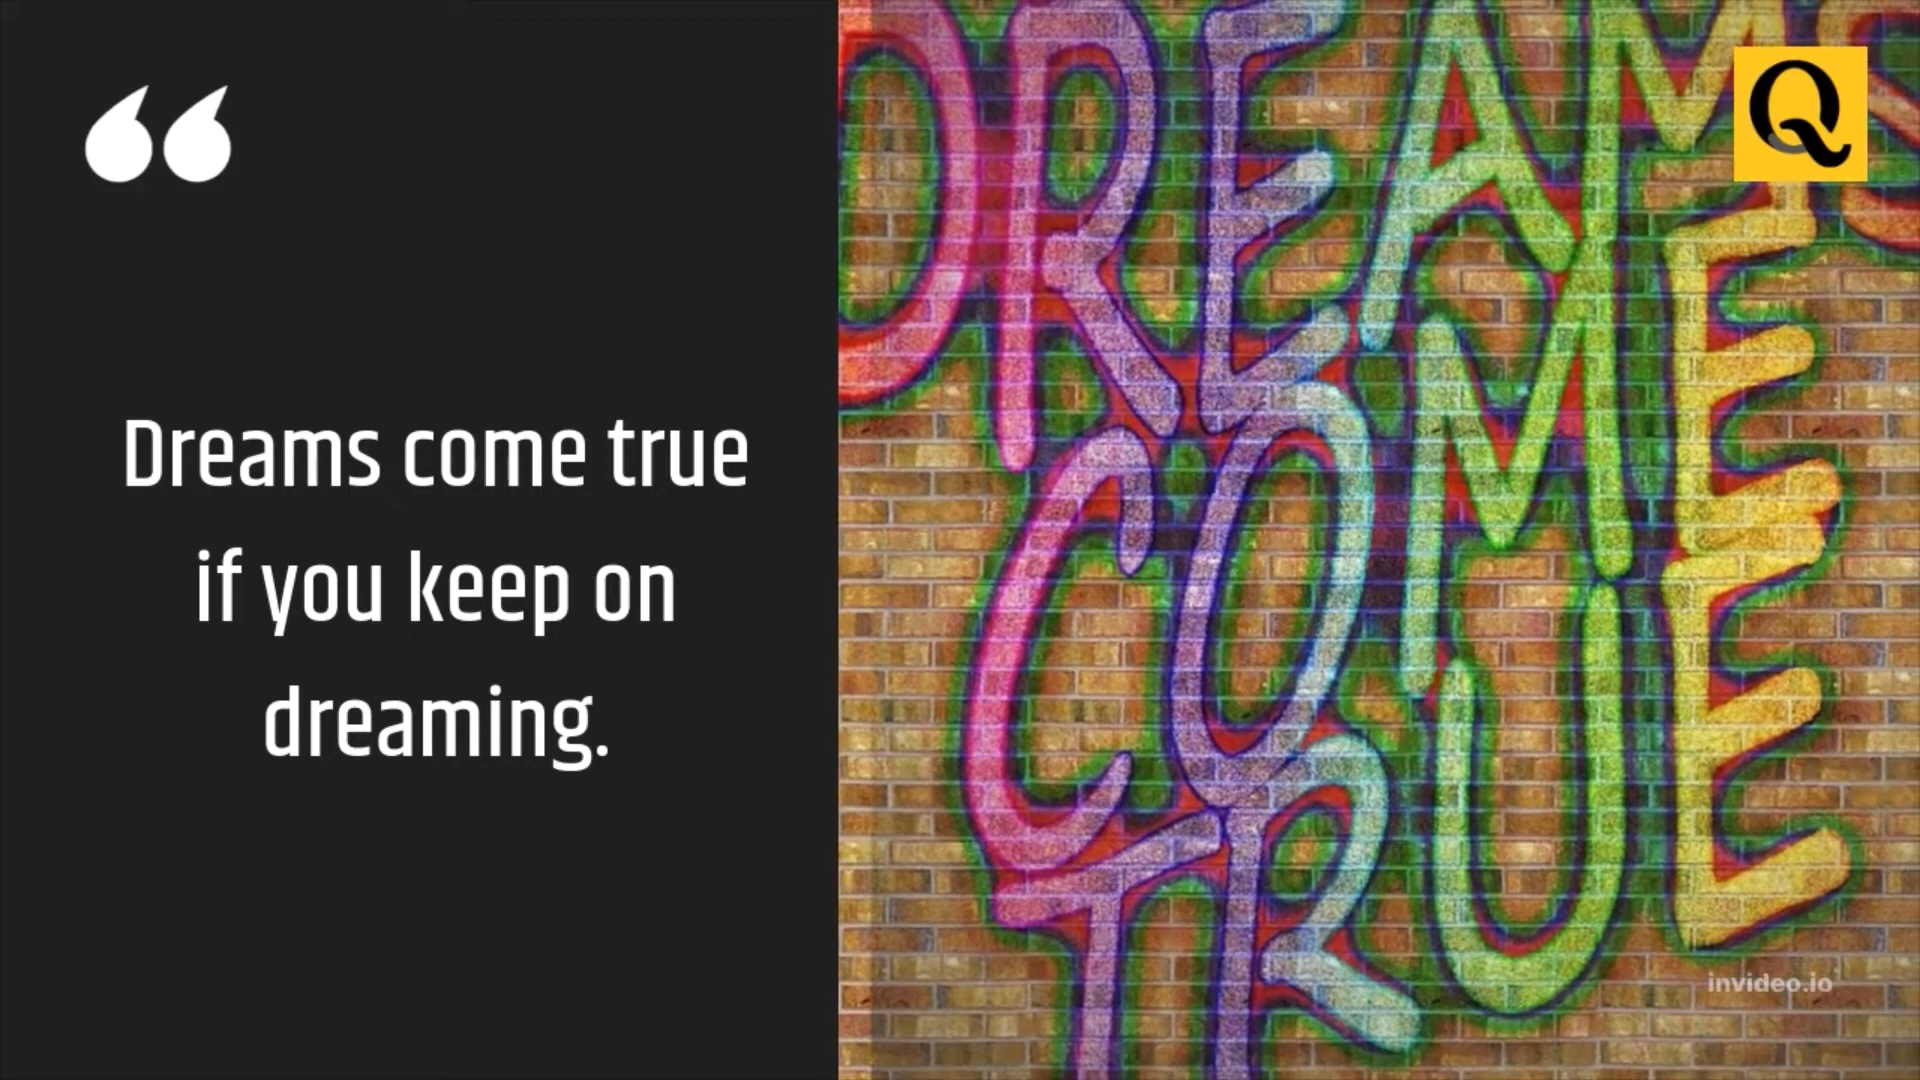 “
Dreams come true
if you keep on
dreaming.
DREAMS
COME
TRUE
Q
invideo.io